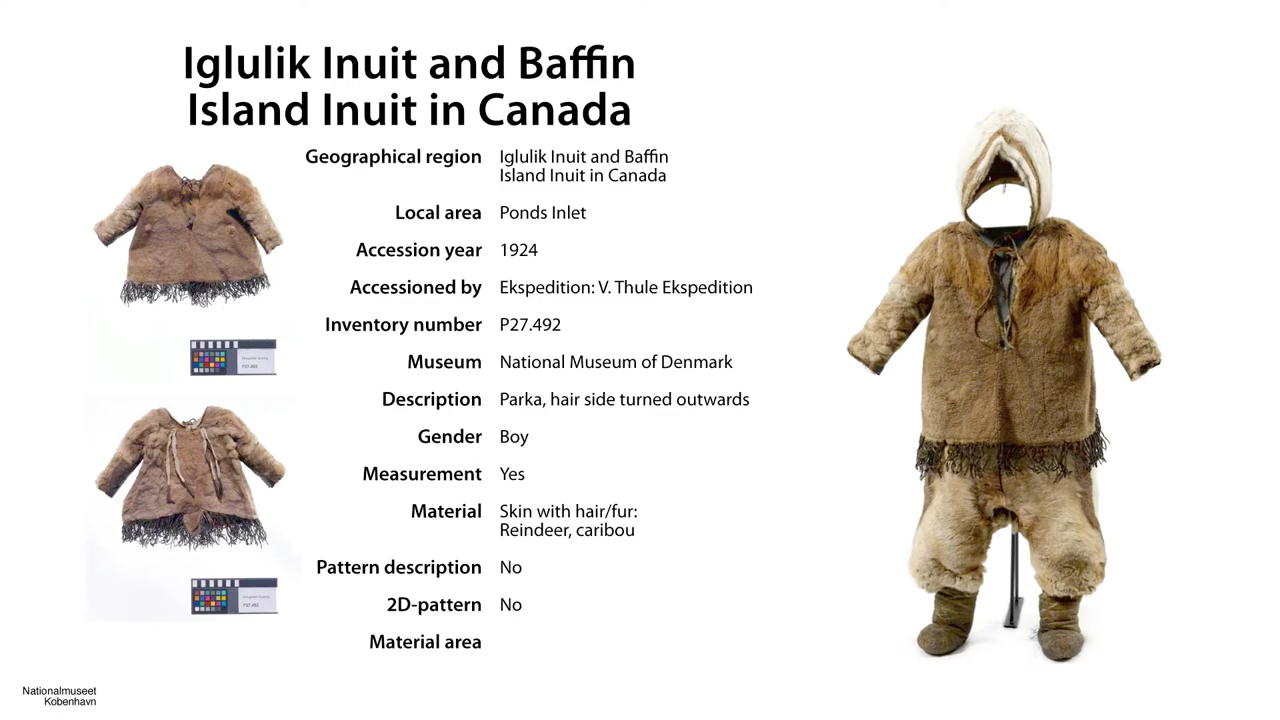 Iglulik Inuit and Baffin
Island Inuit in Canada
Geographical region Iglulik Inuit and Baffin
Island Inuit in Canada
Local area Ponds Inlet
Accession year 1924
Accessioned by Ekspedition: V. Thule Ekspedition
Inventory number P27.492
Museum National Museum of Denmark
Description Parka, hair side turned outwards
Gender Boy
Measurement Yes
Material Skin with hair/fur:
Reindeer, caribou
Pattern description No
2D-pattern No
Material area
Nationalmuseet
Kobenhavn